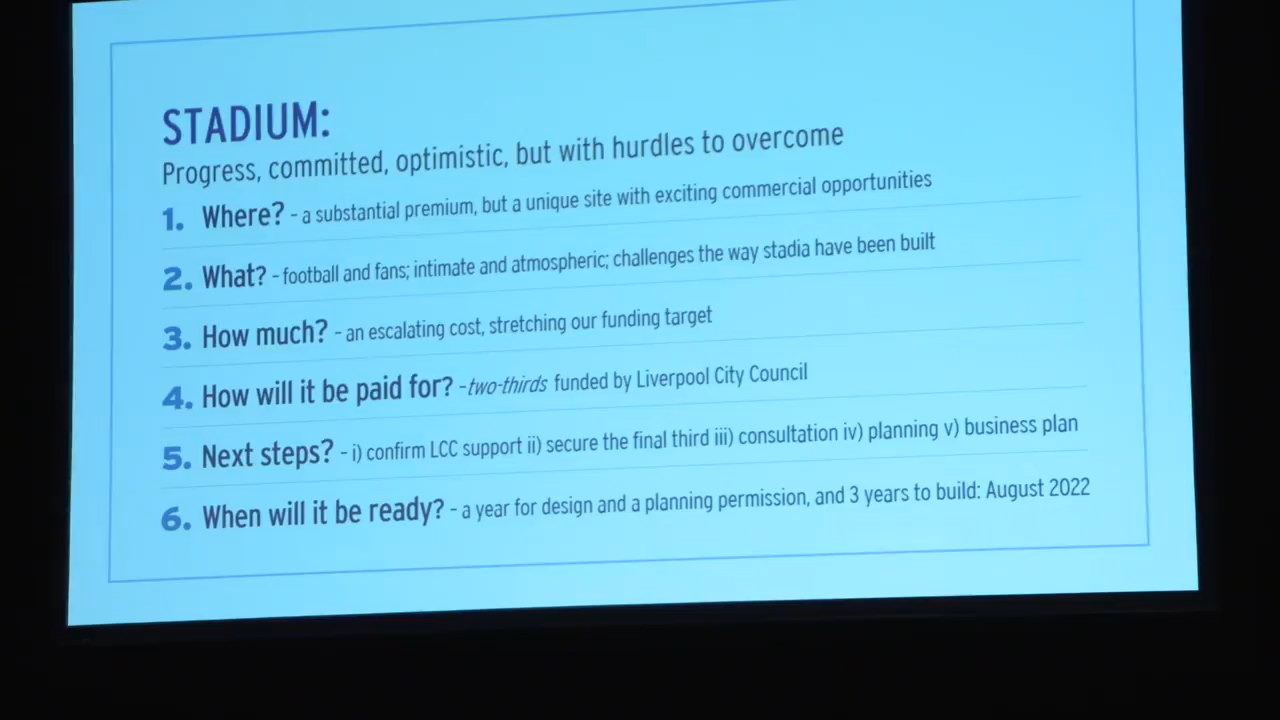 STADIUM:
Progress, committed, optimistic, but with hurdles to overcome
1. Where? - a substantial premium, but a unique site with exciting commercial opportunities
2. What? - football and fans; intimate and atmospheric; challenges the way stadia have been built
3. How much? - an escalating cost, stretching our funding target
4. How will it be paid for? - two-thirds funded by Liverpool City Council
5. Next steps? - i) confirm LCC support ii) secure the final third iii) consultation iv) planning v) business plan
6. When will it be ready? - a year for design and a planning permission, and 3 years to build: August 2022